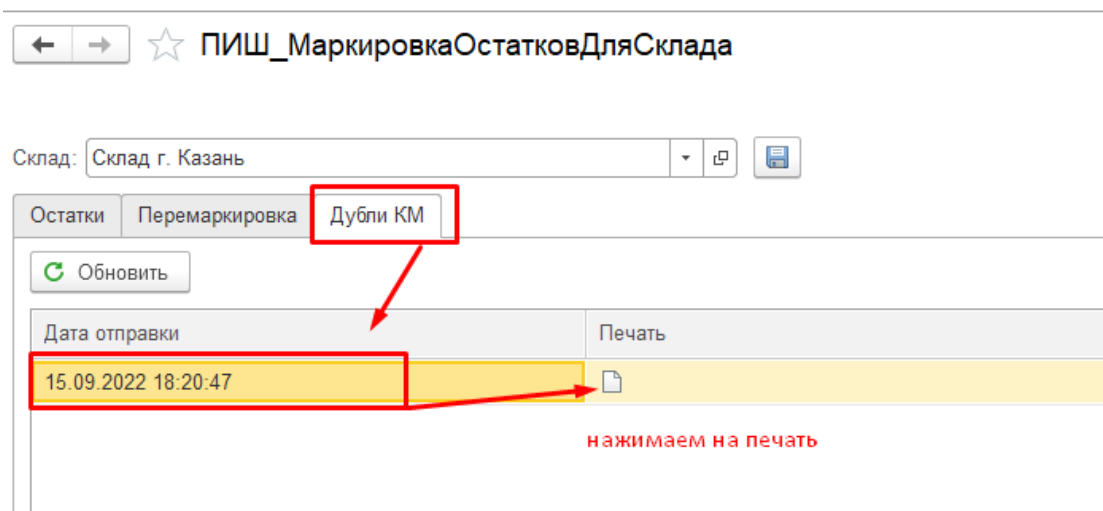 ПИШ_МаркировкаОстатковДляСклада
Склад: Склад г. Казань
Остатки Перемаркировка Дубли КМ
Обновить
Дата отправки Печать
15.09.2022 18:20:47
нажимаем на печать